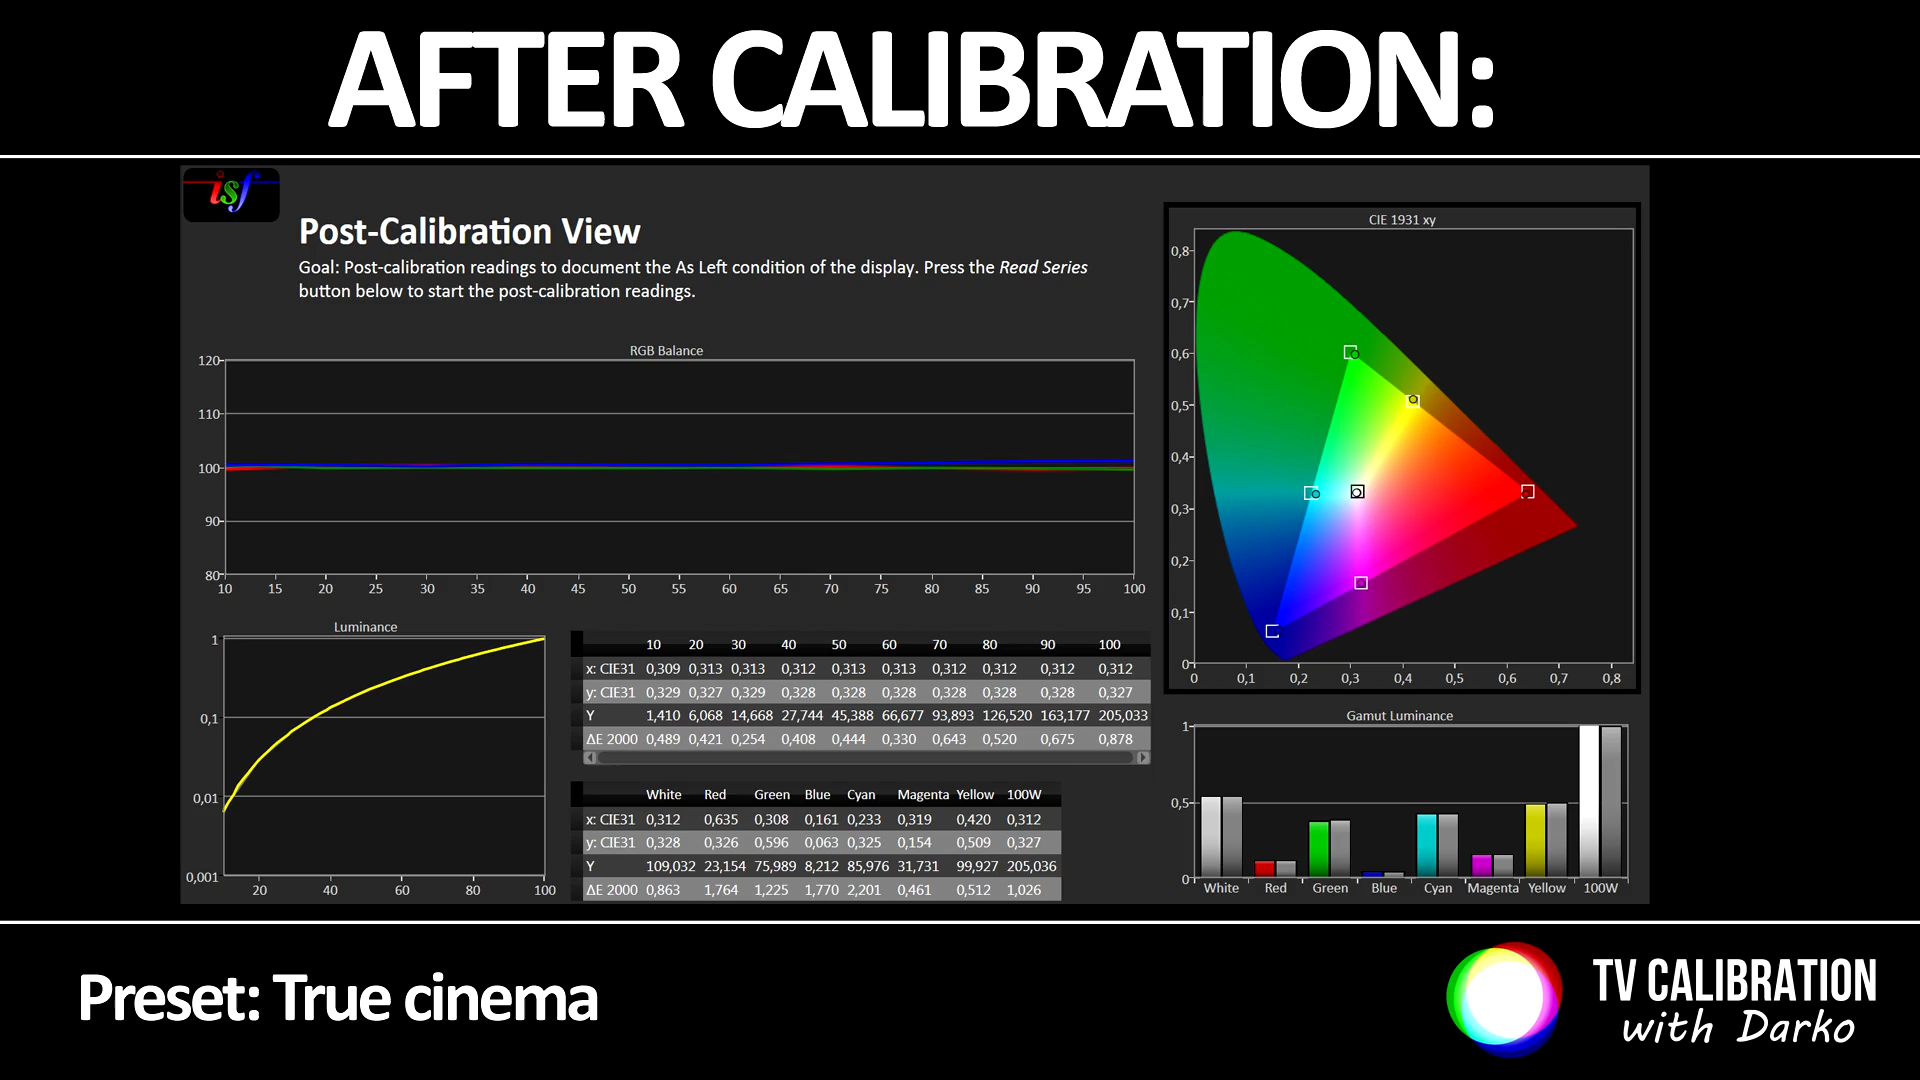 AFTER CALIBRATION:
isf
Post-Calibration View
Goal: Post-calibration readings to document the As Left condition of the display. Press the Read Series
button below to start the post-calibration readings.
RGB Balance
120
110
100
90
80
10 15 20 25 30 35 40 45 50 55 60 65 70 75 80 85 90 95 100
Luminance
1
0,1
0,01
0,001
20 40 60 80 100
10 20 30 40 50 60 70 80 90 100
x: CIE31 0,309 0,313 0,313 0,312 0,313 0,313 0,312 0,312 0,312 0,312
y: CIE31 0,329 0,327 0,329 0,328 0,328 0,328 0,328 0,328 0,328 0,327
Y 1,410 6,068 14,668 27,744 45,388 66,677 93,893 126,520 163,177 205,033
ΔE 2000 0,489 0,421 0,254 0,408 0,444 0,330 0,643 0,520 0,675 0,878
White Red Green Blue Cyan Magenta Yellow 100W
x: CIE31 0,312 0,635 0,308 0,161 0,233 0,319 0,420 0,312
y: CIE31 0,328 0,326 0,596 0,063 0,325 0,154 0,509 0,327
Y 109,032 23,154 75,989 8,212 85,976 31,731 99,927 205,036
ΔE 2000 0,863 1,764 1,225 1,770 2,201 0,461 0,512 1,026
CIE 1931 xy
0,8
0,7
0,6
0,5
0,4
0,3
0,2
0,1
0
0 0,1 0,2 0,3 0,4 0,5 0,6 0,7 0,8
Gamut Luminance
1
0,5
0
White Red Green Blue Cyan Magenta Yellow 100W
Preset: True cinema
TV CALIBRATION
with Darko